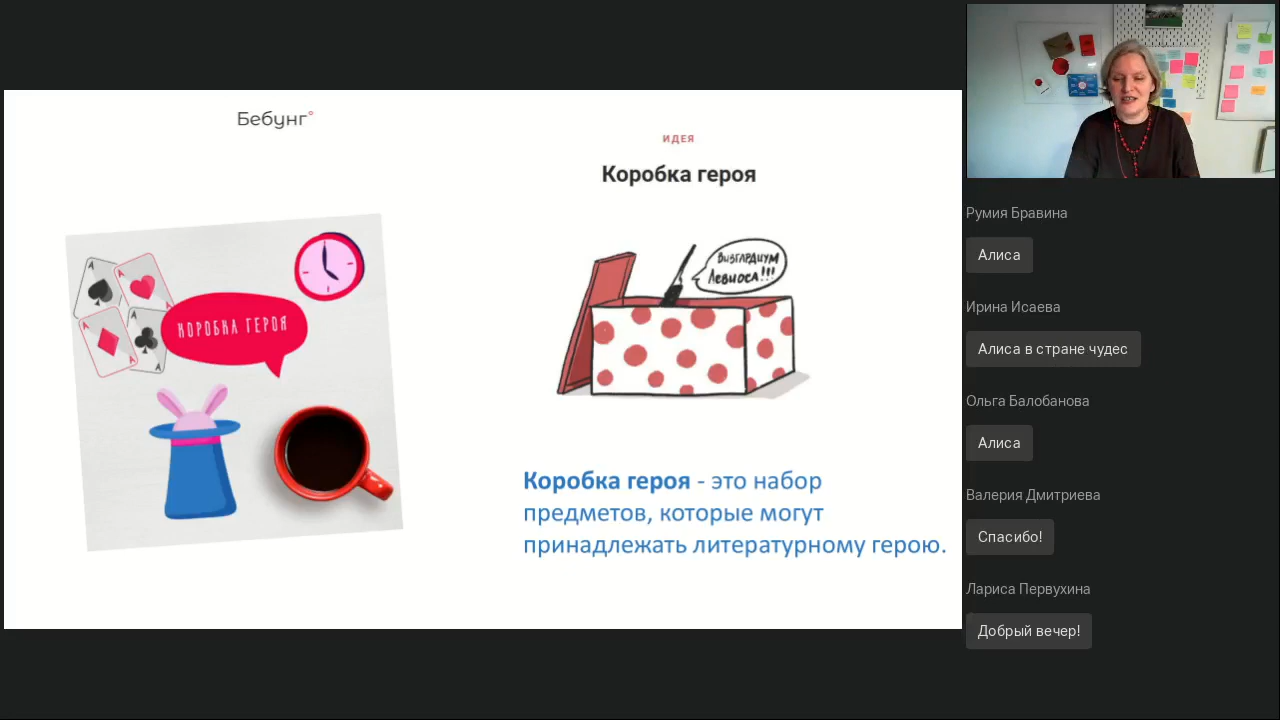 Бебунг°
ИДЕЯ
Коробка героя
A
A
A
A
A
A
КОРОБКА ГЕРОЯ
ВИНГАРДИУМ
ЛЕВИОСА!!!
Коробка героя - это набор
предметов, которые могут
принадлежать литературному герою.
Румия Бравина
Алиса
Ирина Исаева
Алиса в стране чудес
Ольга Балобанова
Алиса
Валерия Дмитриева
Спасибо!
Лариса Первухина
Добрый вечер!